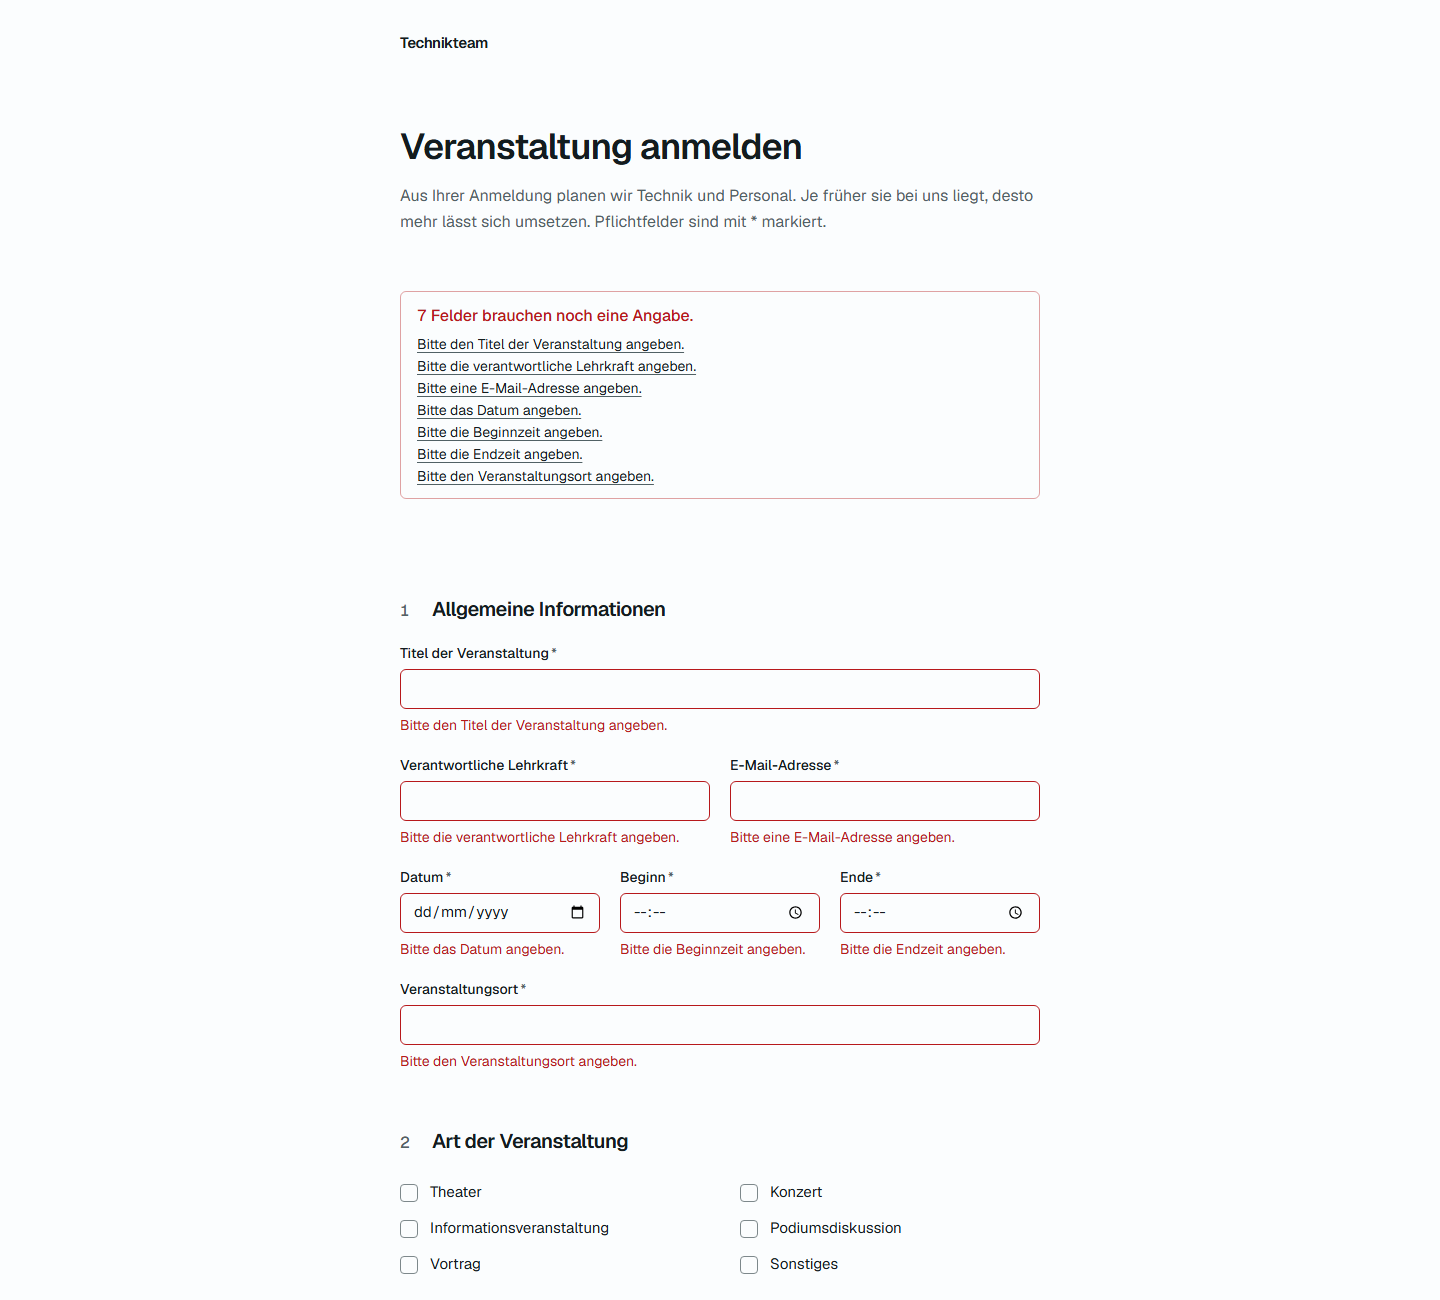 Technikteam
Veranstaltung anmelden
Aus Ihrer Anmeldung planen wir Technik und Personal. Je früher sie bei uns liegt, desto
mehr lässt sich umsetzen. Pflichtfelder sind mit * markiert.
7 Felder brauchen noch eine Angabe.
Bitte den Titel der Veranstaltung angeben.
Bitte die verantwortliche Lehrkraft angeben.
Bitte eine E-Mail-Adresse angeben.
Bitte das Datum angeben.
Bitte die Beginnzeit angeben.
Bitte die Endzeit angeben.
Bitte den Veranstaltungsort angeben.
1 Allgemeine Informationen
Titel der Veranstaltung *
Bitte den Titel der Veranstaltung angeben.
Verantwortliche Lehrkraft * E-Mail-Adresse *
Bitte die verantwortliche Lehrkraft angeben. Bitte eine E-Mail-Adresse angeben.
Datum * Beginn * Ende *
dd/mm/yyyy --:-- --:--
Bitte das Datum angeben. Bitte die Beginnzeit angeben. Bitte die Endzeit angeben.
Veranstaltungsort *
Bitte den Veranstaltungsort angeben.
2 Art der Veranstaltung
Theater Konzert
Informationsveranstaltung Podiumsdiskussion
Vortrag Sonstiges